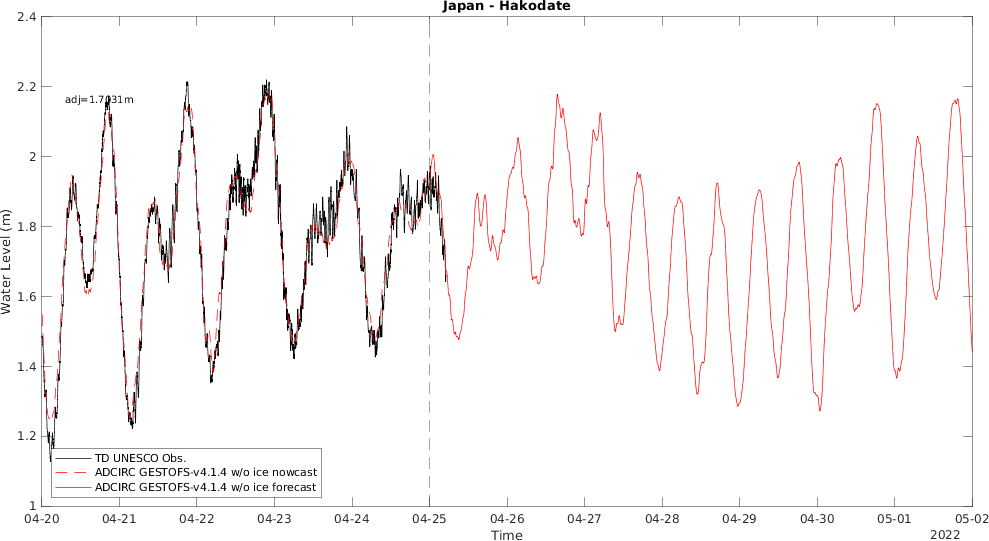 Japan - Hakodate
2.4
2.2
2
1.8
1.6
1.4
1.2
1
Water Level (m)
adj=1.7031m
TD UNESCO Obs.
ADCIRC GESTOFS-v4.1.4 w/o ice nowcast
ADCIRC GESTOFS-v4.1.4 w/o ice forecast
04-20 04-21 04-22 04-23 04-24 04-25 04-26 04-27 04-28 04-29 04-30 05-01 05-02
Time
2022